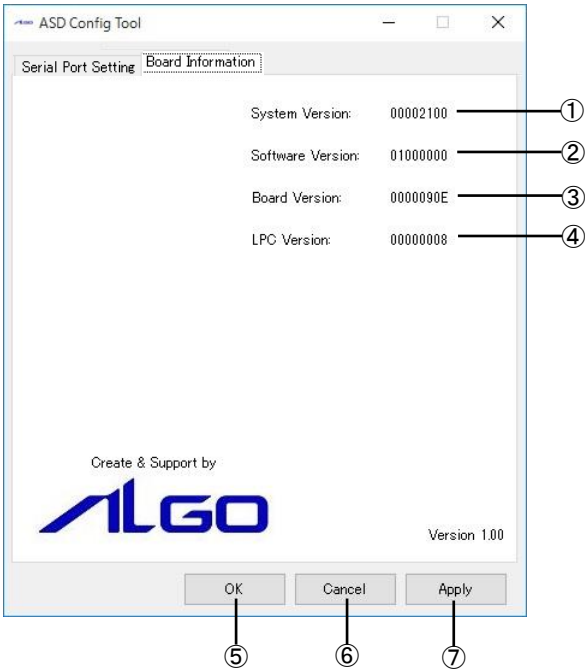 ASD Config Tool
Serial Port Setting Board Information
System Version: 00002100 ①
Software Version: 01000000 ②
Board Version: 0000090E ③
LPC Version: 00000008 ④
Create & Support by
ALGO
Version 1.00
OK Cancel Apply
⑤ ⑥ ⑦